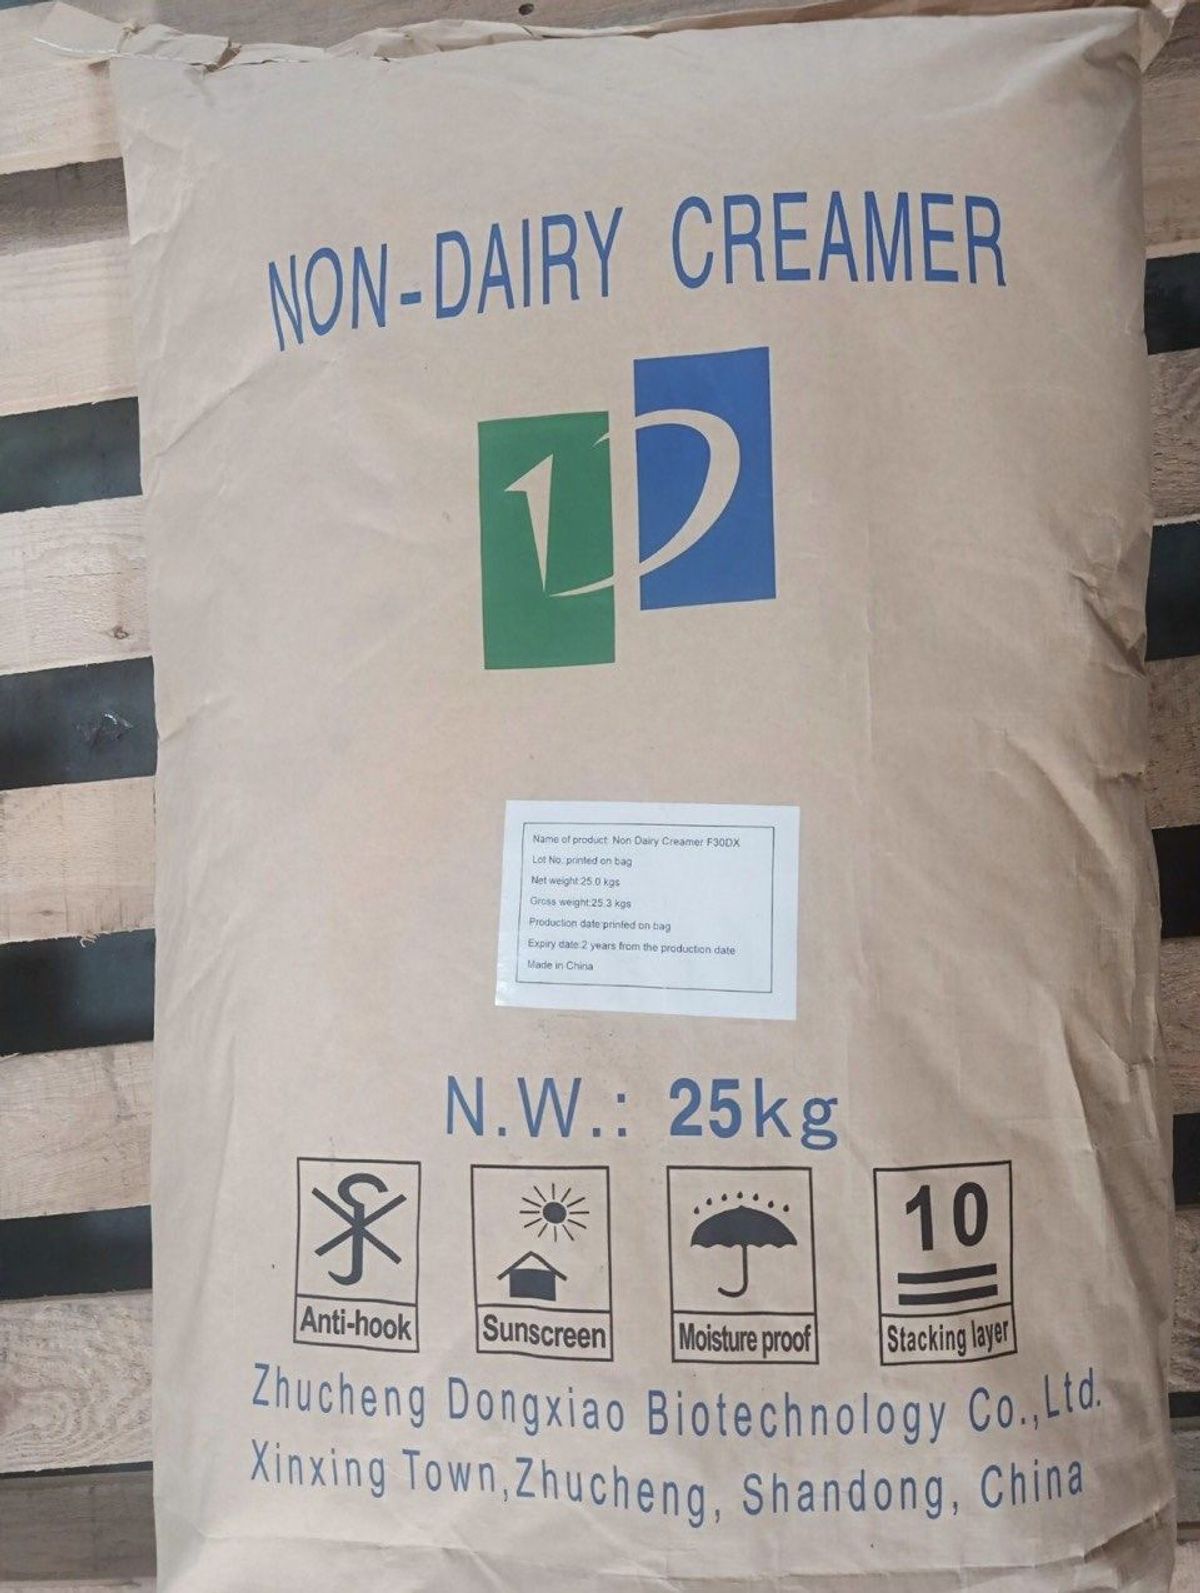 NON-DAIRY CREAMER
Name of product: Non Dairy Creamer F30DX
Lot No.:printed on bag
Net weight:25.0 kgs
Gross weight:25.3 kgs
Production date:printed on bag
Expiry date:2 years from the production date
Made in China
N.W.: 25kg
10
Anti-hook Sunscreen Moisture proof Stacking layer
Zhucheng Dongxiao Biotechnology Co.,Ltd.
Xinxing Town,Zhucheng, Shandong, China